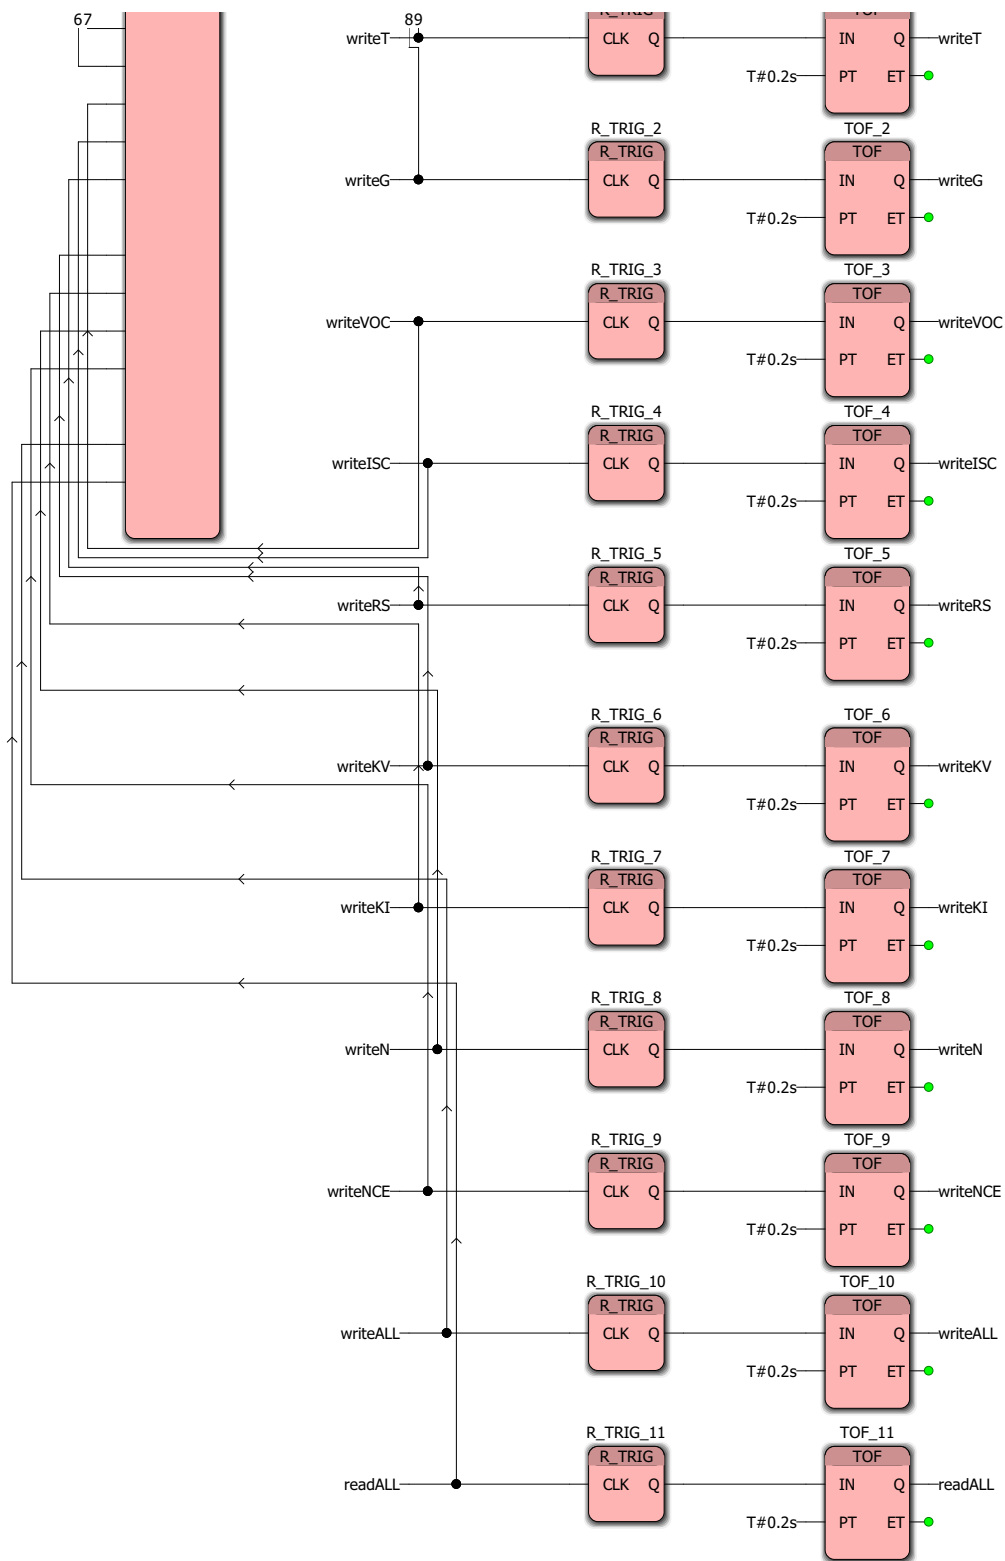 67
89
writeT
CLK Q
IN Q
writeT
T#0.2s
PT ET
R_TRIG_2
TOF_2
R_TRIG
TOF
writeG
CLK Q
IN Q
writeG
T#0.2s
PT ET
R_TRIG_3
TOF_3
R_TRIG
TOF
writeVOC
CLK Q
IN Q
writeVOC
T#0.2s
PT ET
R_TRIG_4
TOF_4
R_TRIG
TOF
writeISC
CLK Q
IN Q
writeISC
T#0.2s
PT ET
R_TRIG_5
TOF_5
R_TRIG
TOF
writeRS
CLK Q
IN Q
writeRS
T#0.2s
PT ET
R_TRIG_6
TOF_6
R_TRIG
TOF
writeKV
CLK Q
IN Q
writeKV
T#0.2s
PT ET
R_TRIG_7
TOF_7
R_TRIG
TOF
writeKI
CLK Q
IN Q
writeKI
T#0.2s
PT ET
R_TRIG_8
TOF_8
R_TRIG
TOF
writeN
CLK Q
IN Q
writeN
T#0.2s
PT ET
R_TRIG_9
TOF_9
R_TRIG
TOF
writeNCE
CLK Q
IN Q
writeNCE
T#0.2s
PT ET
R_TRIG_10
TOF_10
R_TRIG
TOF
writeALL
CLK Q
IN Q
writeALL
T#0.2s
PT ET
R_TRIG_11
TOF_11
R_TRIG
TOF
readALL
CLK Q
IN Q
readALL
T#0.2s
PT ET